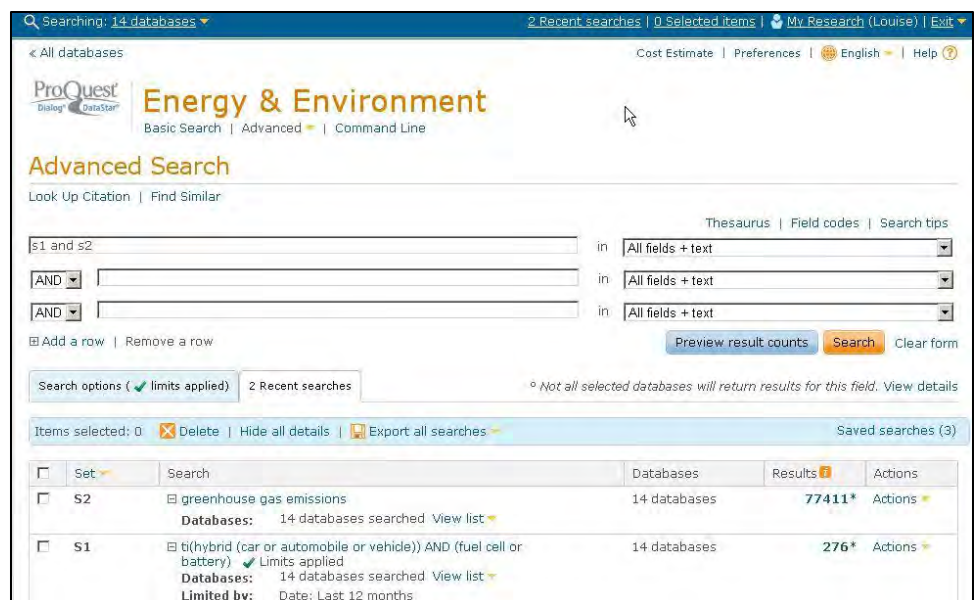 Searching: 14 databases 2 Recent searches | 0 Selected items | My Research (Louise) | Exit
« All databases Cost Estimate | Preferences | English | Help ?
ProQuest
Dialog DataStar
Energy & Environment
Basic Search | Advanced | Command Line
Advanced Search
Look Up Citation | Find Similar
Thesaurus | Field codes | Search tips
s1 and s2 in All fields + text
AND in All fields + text
AND in All fields + text
Add a row | Remove a row Preview result counts Search Clear form
Search options ( ✓ limits applied) 2 Recent searches ° Not all selected databases will return results for this field. View details
Items selected: 0 Delete | Hide all details | Export all searches Saved searches (3)
Set Search Databases Results Actions
S2 greenhouse gas emissions 14 databases 77411* Actions
Databases: 14 databases searched View list
S1 ti(hybrid (car or automobile or vehicle)) AND (fuel cell or 14 databases 276* Actions
battery) ✓ Limits applied
Databases: 14 databases searched View list
Limited by: Date: Last 12 months